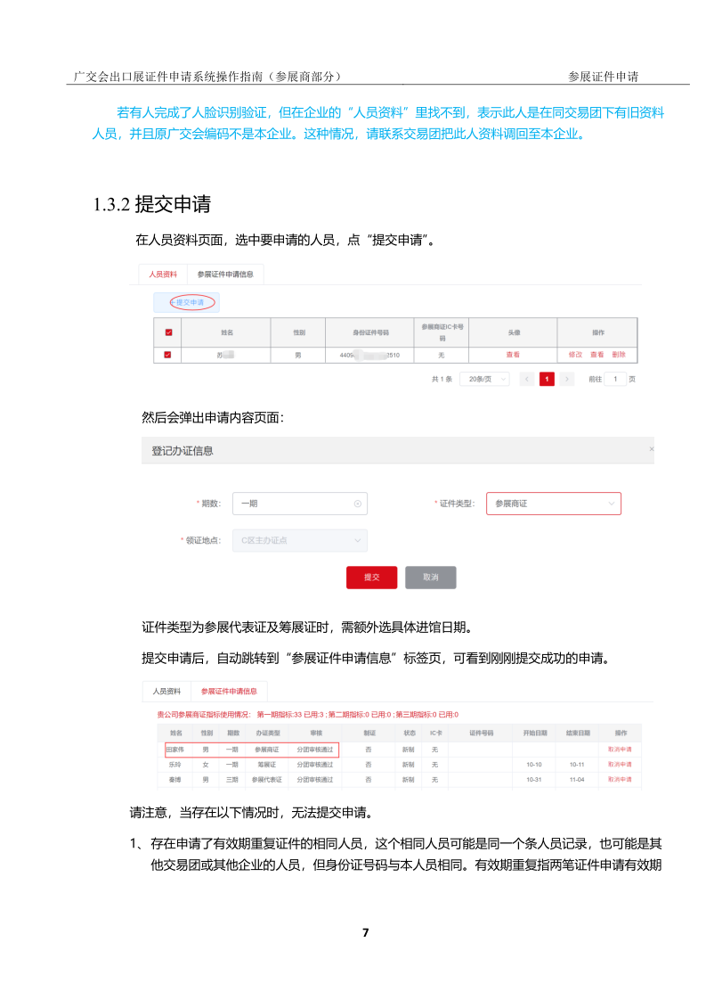 广交会出口展证件申请系统操作指南（参展商部分） 参展证件申请
若有人完成了人脸识别验证，但在企业的“人员资料”里找不到，表示此人是在同交易团下有旧资料
人员，并且原广交会编码不是本企业。这种情况，请联系交易团把此人资料调回至本企业。
1.3.2 提交申请
在人员资料页面，选中要申请的人员，点“提交申请”。
人员资料 参展证件申请信息
+提交申请
姓名 性别 身份证件号码 参展商证IC卡号码 头像 操作
苏 男 4409 2510 无 查看 修改 查看 删除
共 1 条 20条/页 < 1 > 前往 1 页
然后会弹出申请内容页面：
登记办证信息 ×
* 期数： 一期 * 证件类型： 参展商证
* 领证地点： C区主办证点
提交 取消
证件类型为参展代表证及筹展证时，需额外选具体进馆日期。
提交申请后，自动跳转到“参展证件申请信息”标签页，可看到刚刚提交成功的申请。
人员资料 参展证件申请信息
贵公司参展商证指标使用情况： 第一期指标:33 已用:3 ;第二期指标:0 已用:0 ;第三期指标:0 已用:0
姓名 性别 期数 办证类型 审核 制证 状态 IC卡 证件号码 开始日期 结束日期 操作
田家伟 男 一期 参展商证 分团审核通过 否 新制 无 取消申请
乐玲 女 一期 筹展证 分团审核通过 否 新制 无 10-10 10-11 取消申请
秦博 男 三期 参展代表证 分团审核通过 否 新制 无 10-31 11-04 取消申请
请注意，当存在以下情况时，无法提交申请。
1、 存在申请了有效期重复证件的相同人员，这个相同人员可能是同一个条人员记录，也可能是其
他交易团或其他企业的人员，但身份证号码与本人员相同。有效期重复指两笔证件申请有效期
7